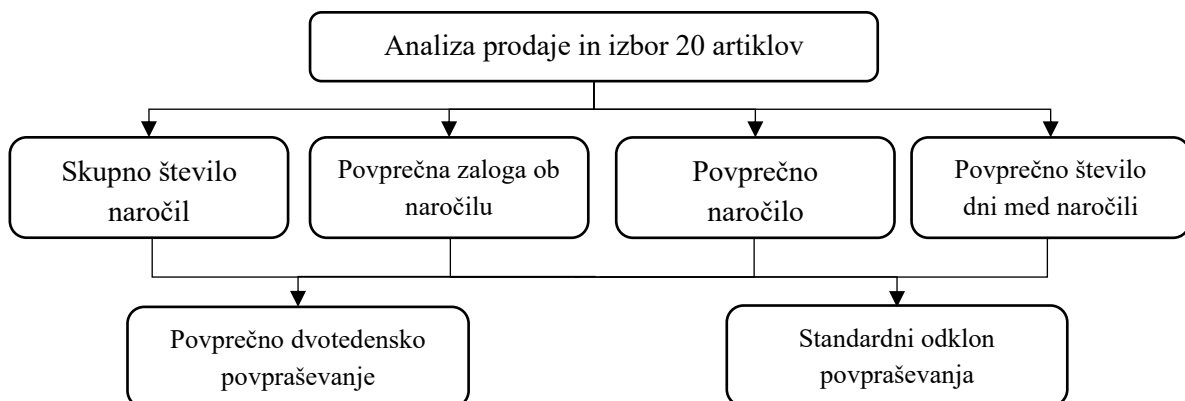 Analiza prodaje in izbor 20 artiklov
Skupno število
naročil
Povprečna zaloga ob
naročilu
Povprečno
naročilo
Povprečno število
dni med naročili
Povprečno dvotedensko
povpraševanje
Standardni odklon
povpraševanja